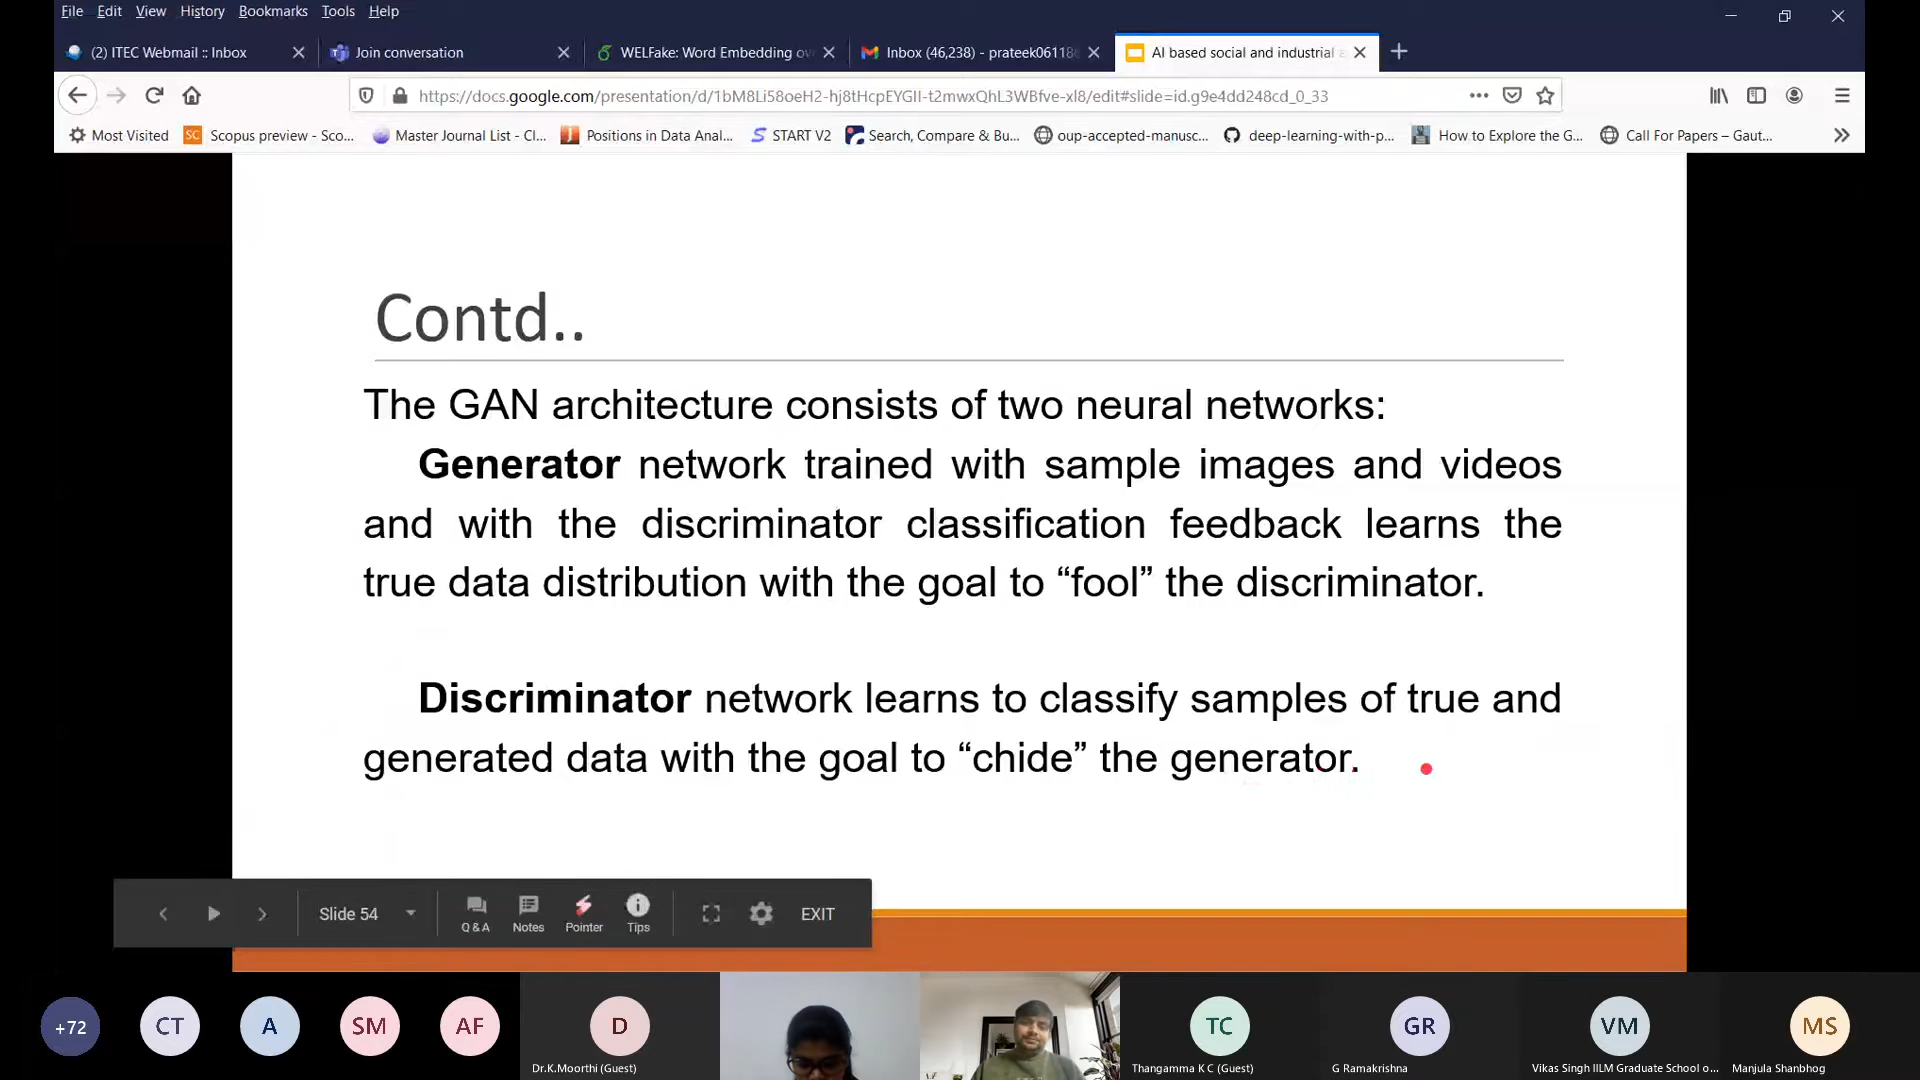 File Edit View History Bookmarks Tools Help
(2) ITEC Webmail :: Inbox
Join conversation
WELFake: Word Embedding ov
Inbox (46,238) - prateek06118
AI based social and industrial a
https://docs.google.com/presentation/d/1bM8Li58oeH2-hj8tHcpEYGII-t2mwxQhL3WBfve-xI8/edit#slide=id.g9e4dd248cd_0_33
Most Visited
SC Scopus preview - Sco...
Master Journal List - Cl...
Positions in Data Anal...
START V2
Search, Compare & Bu...
oup-accepted-manusc...
deep-learning-with-p...
How to Explore the G...
Call For Papers – Gaut...
Contd..
The GAN architecture consists of two neural networks:
Generator network trained with sample images and videos
and with the discriminator classification feedback learns the
true data distribution with the goal to “fool” the discriminator.
Discriminator network learns to classify samples of true and
generated data with the goal to “chide” the generator.
Slide 54
Q & A
Notes
Pointer
Tips
EXIT
+72
CT
A
SM
AF
D
TC
GR
VM
MS
Dr.K.Moorthi (Guest)
Thangamma K C (Guest)
G Ramakrishna
Vikas Singh IILM Graduate School o...
Manjula Shanbhog